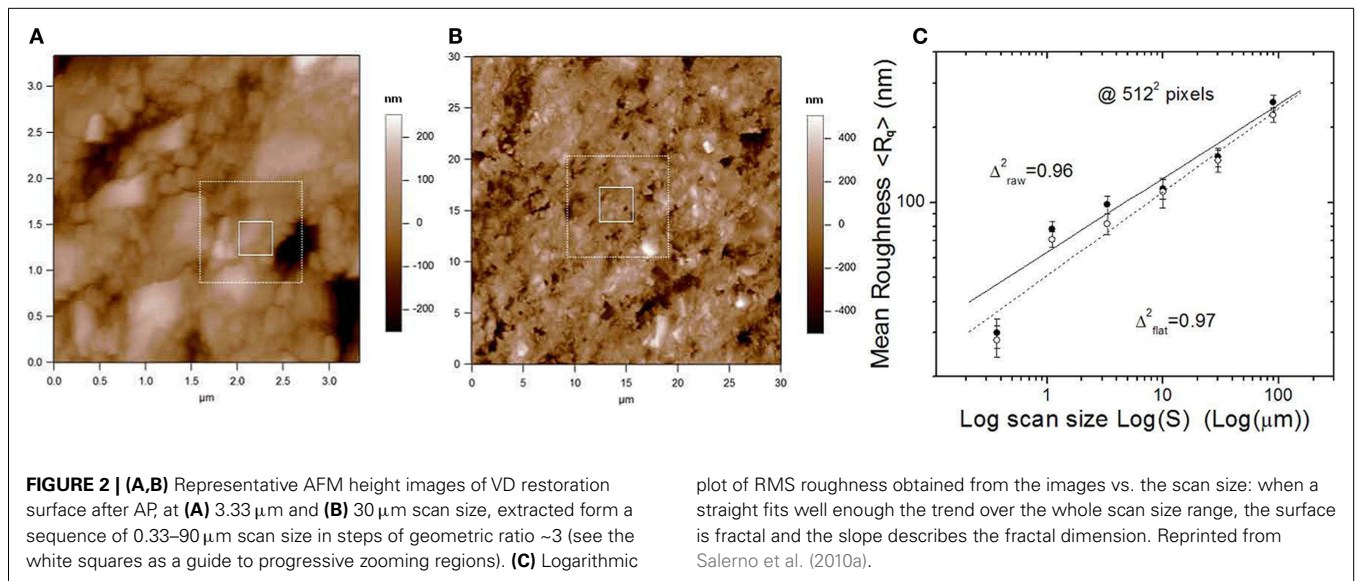 A
3.0
2.5
2.0
1.5
1.0
0.5
0.0
0.0 0.5 1.0 1.5 2.0 2.5 3.0
µm
nm
200
100
0
-100
-200
B
30
25
20
15
10
5
0
0 5 10 15 20 25 30
µm
nm
400
200
0
-200
-400
C
Mean Roughness <Rq> (nm)
@ 512² pixels
Δ²raw=0.96
100
Δ²flat=0.97
1 10 100
Log scan size Log(S) (Log(µm))
FIGURE 2 | (A,B) Representative AFM height images of VD restoration
surface after AP, at (A) 3.33 µm and (B) 30 µm scan size, extracted form a
sequence of 0.33–90 µm scan size in steps of geometric ratio ~3 (see the
white squares as a guide to progressive zooming regions). (C) Logarithmic
plot of RMS roughness obtained from the images vs. the scan size: when a
straight fits well enough the trend over the whole scan size range, the surface
is fractal and the slope describes the fractal dimension. Reprinted from
Salerno et al. (2010a).